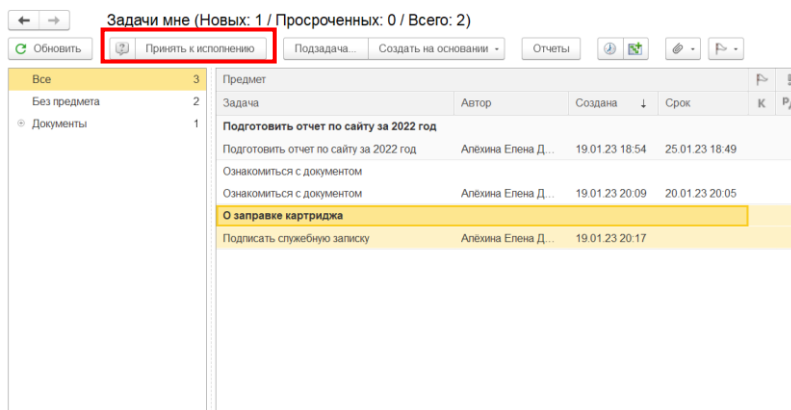 Задачи мне (Новых: 1 / Просроченных: 0 / Всего: 2)
Обновить Принять к исполнению Подзадача... Создать на основании Отчеты
Все 3
Без предмета 2
Документы 1
Предмет
Задача Автор Создана ↓ Срок К
Подготовить отчет по сайту за 2022 год
Подготовить отчет по сайту за 2022 год Алёхина Елена Д... 19.01.23 18:54 25.01.23 18:49
Ознакомиться с документом
Ознакомиться с документом Алёхина Елена Д... 19.01.23 20:09 20.01.23 20:05
О заправке картриджа
Подписать служебную записку Алёхина Елена Д... 19.01.23 20:17